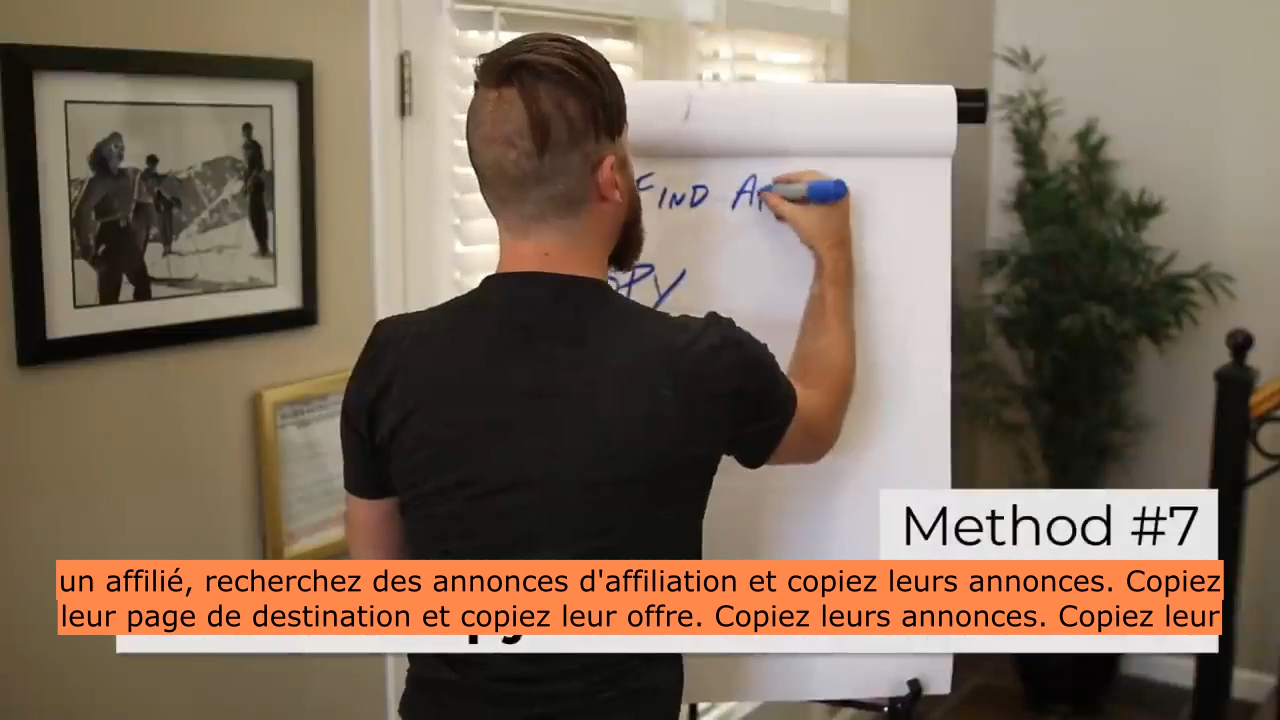 FIND A
PY
Method #7
un affilié, recherchez des annonces d'affiliation et copiez leurs annonces. Copiez
leur page de destination et copiez leur offre. Copiez leurs annonces. Copiez leur